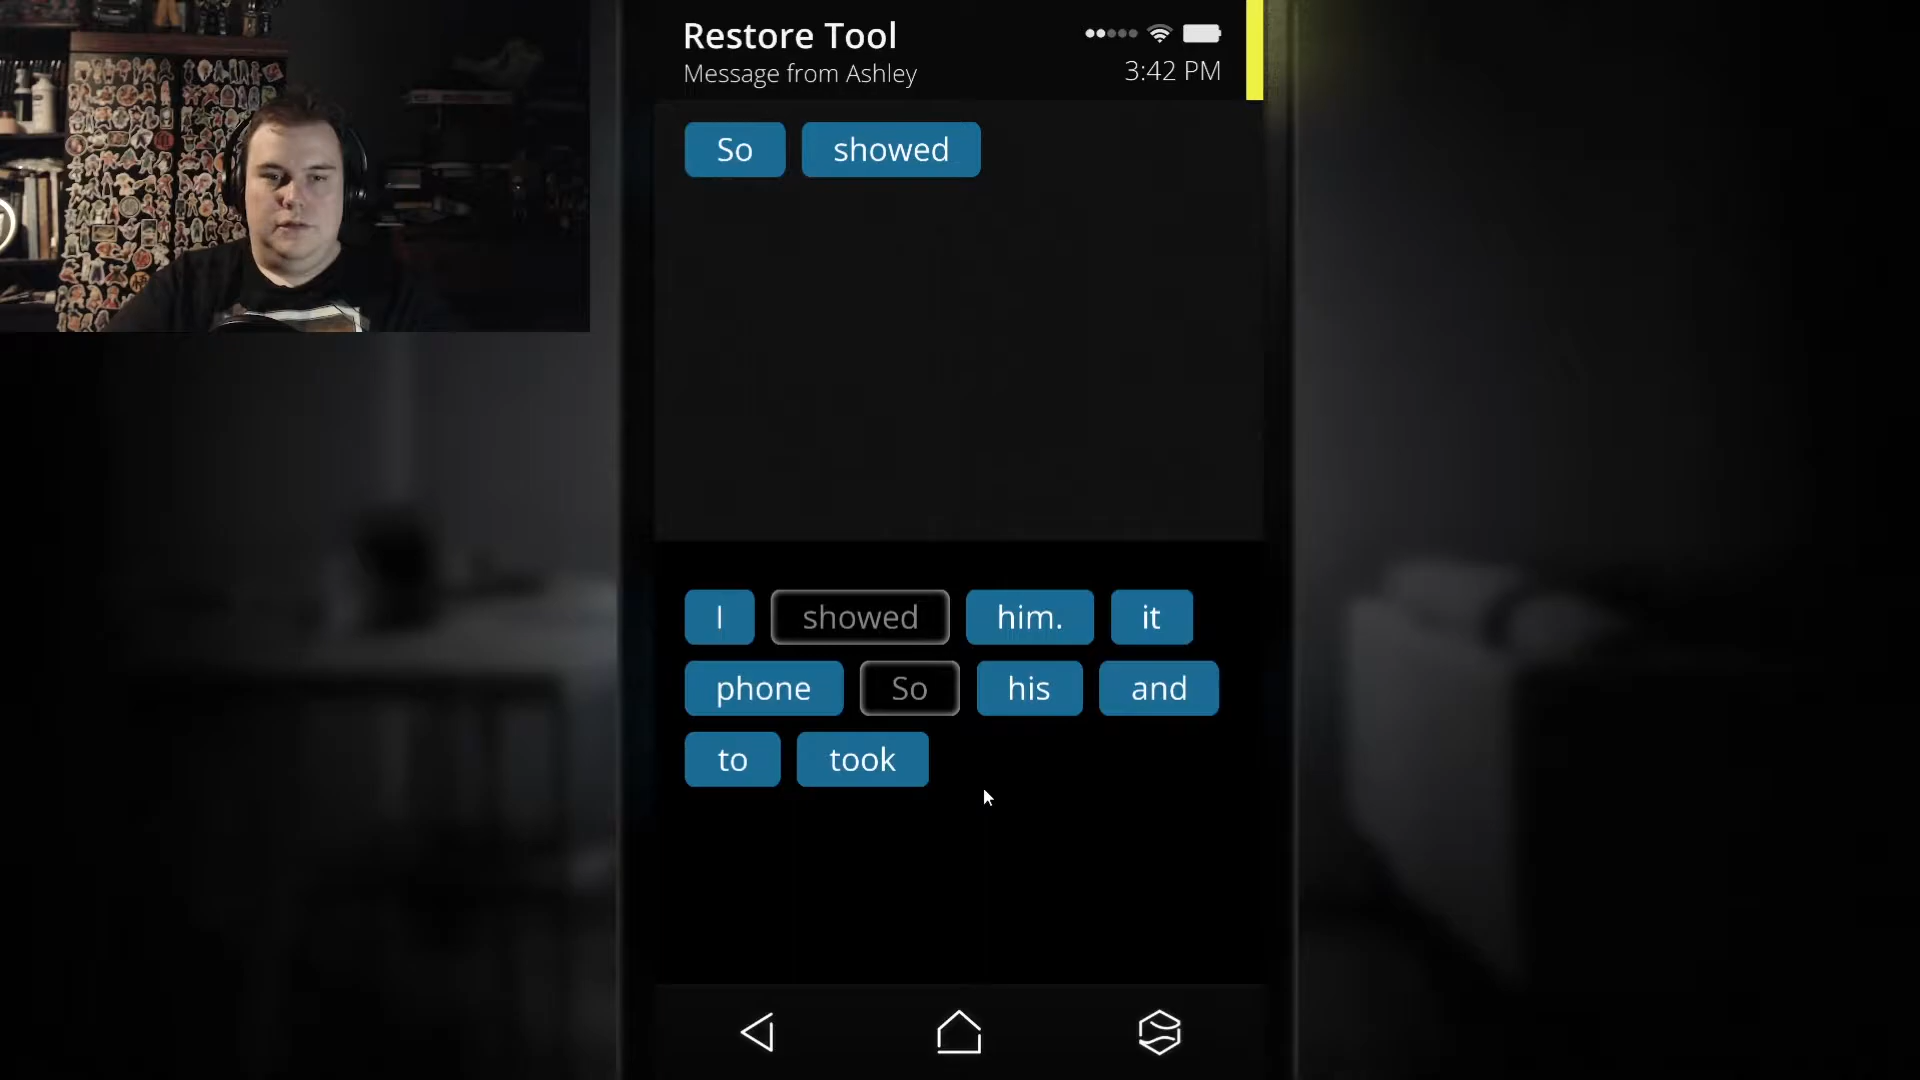 Restore Tool
Message from Ashley
3:42 PM
So showed
I showed him. it
phone So his and
to took